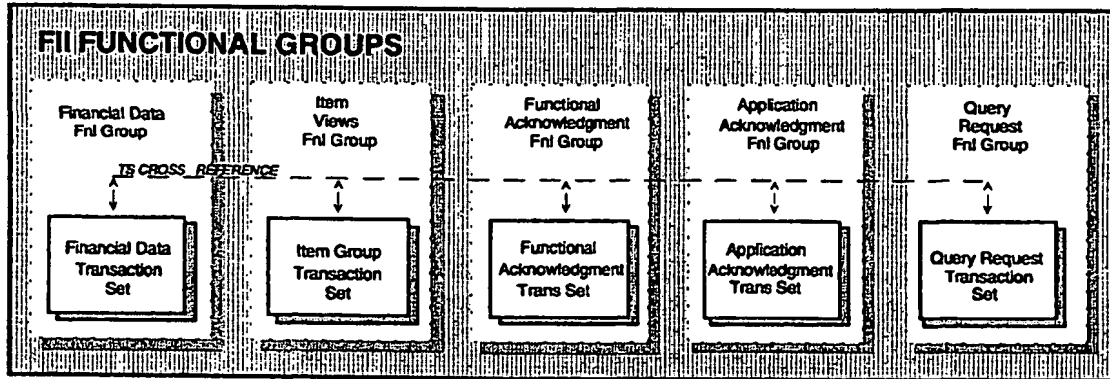 FII FUNCTIONAL GROUPS
Financial Data
Fnl Group
Item
Views
Fnl Group
Functional
Acknowledgment
Fnl Group
Application
Acknowledgment
Fnl Group
Query
Request
Fnl Group
TS CROSS_REFERENCE
Financial Data
Transaction
Set
Item Group
Transaction
Set
Functional
Acknowledgment
Trans Set
Application
Acknowledgment
Trans Set
Query Request
Transaction
Set